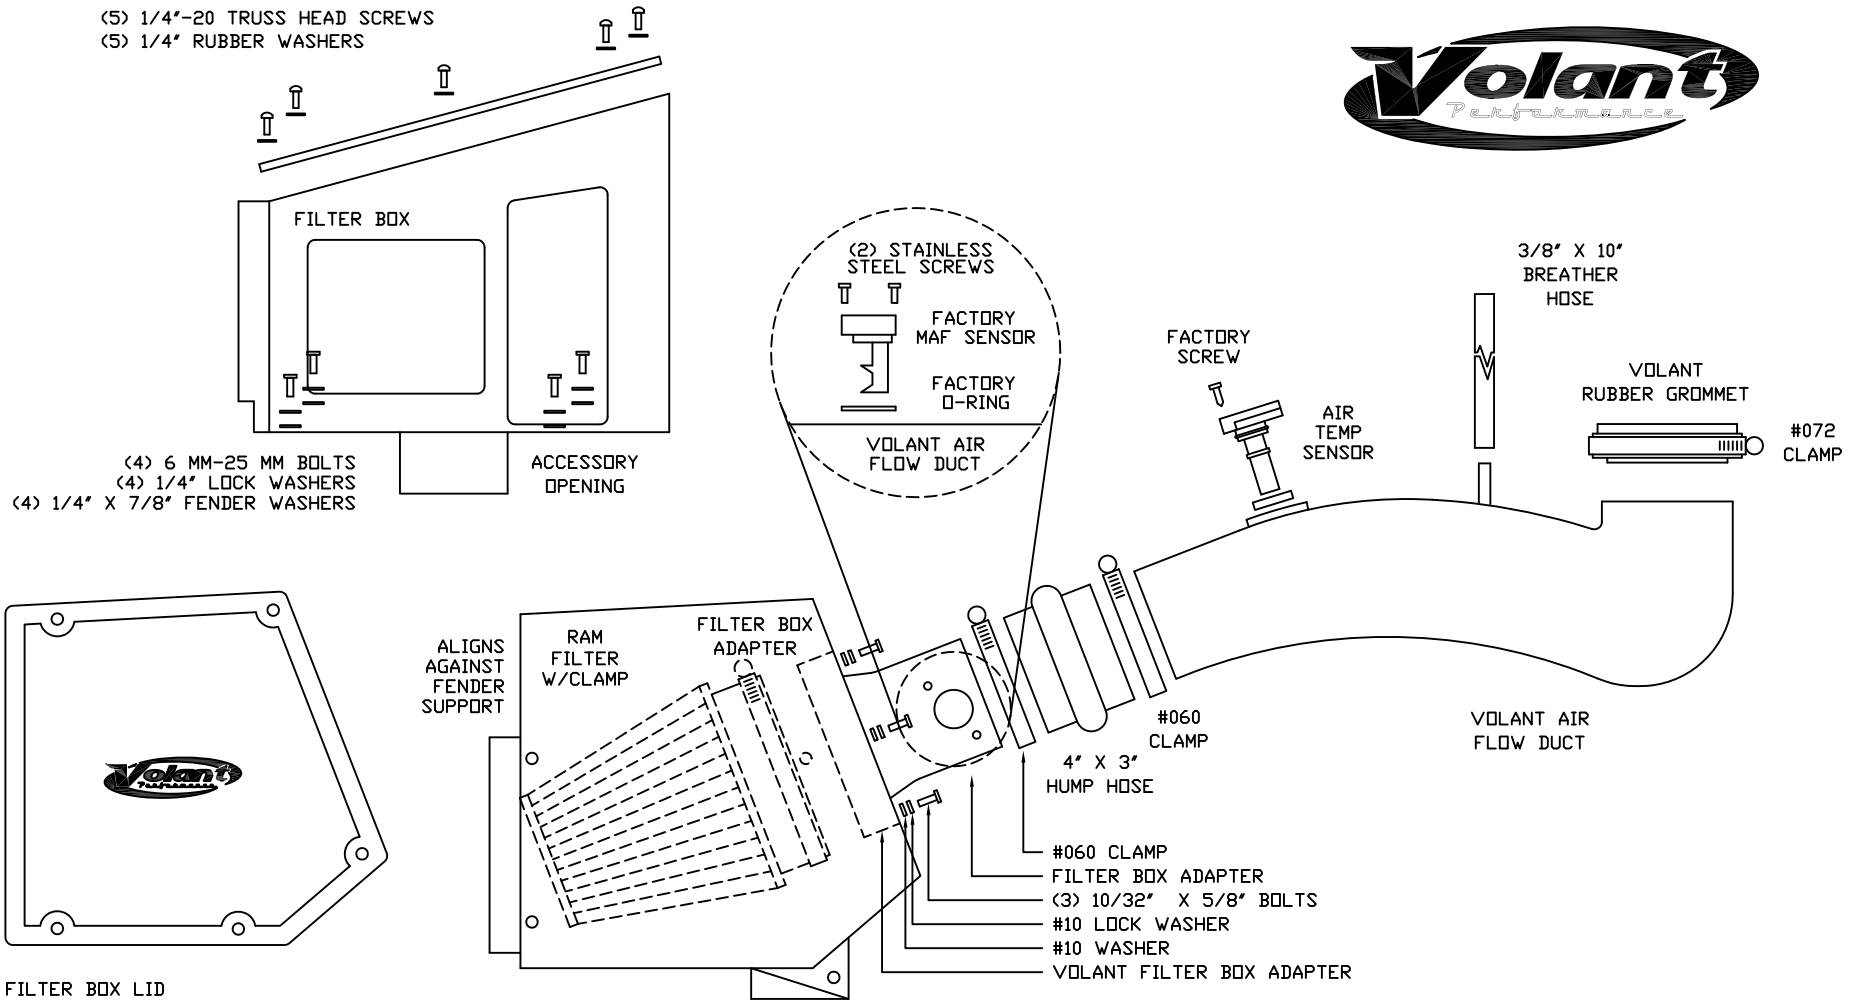 (5) 1/4"-20 TRUSS HEAD SCREWS
(5) 1/4" RUBBER WASHERS
Volant
Performance
FILTER BOX
(2) STAINLESS
STEEL SCREWS
FACTORY
MAF SENSOR
FACTORY
O-RING
VOLANT AIR
FLOW DUCT
3/8" X 10"
BREATHER
HOSE
FACTORY
SCREW
AIR
TEMP
SENSOR
VOLANT
RUBBER GROMMET
#072
CLAMP
(4) 6 MM-25 MM BOLTS
(4) 1/4" LOCK WASHERS
(4) 1/4" X 7/8" FENDER WASHERS
ACCESSORY
OPENING
ALIGNS
AGAINST
FENDER
SUPPORT
RAM
FILTER
W/CLAMP
FILTER BOX
ADAPTER
#060
CLAMP
4" X 3"
HUMP HOSE
VOLANT AIR
FLOW DUCT
Volant
Performance
#060 CLAMP
FILTER BOX ADAPTER
(3) 10/32" X 5/8" BOLTS
#10 LOCK WASHER
#10 WASHER
VOLANT FILTER BOX ADAPTER
FILTER BOX LID